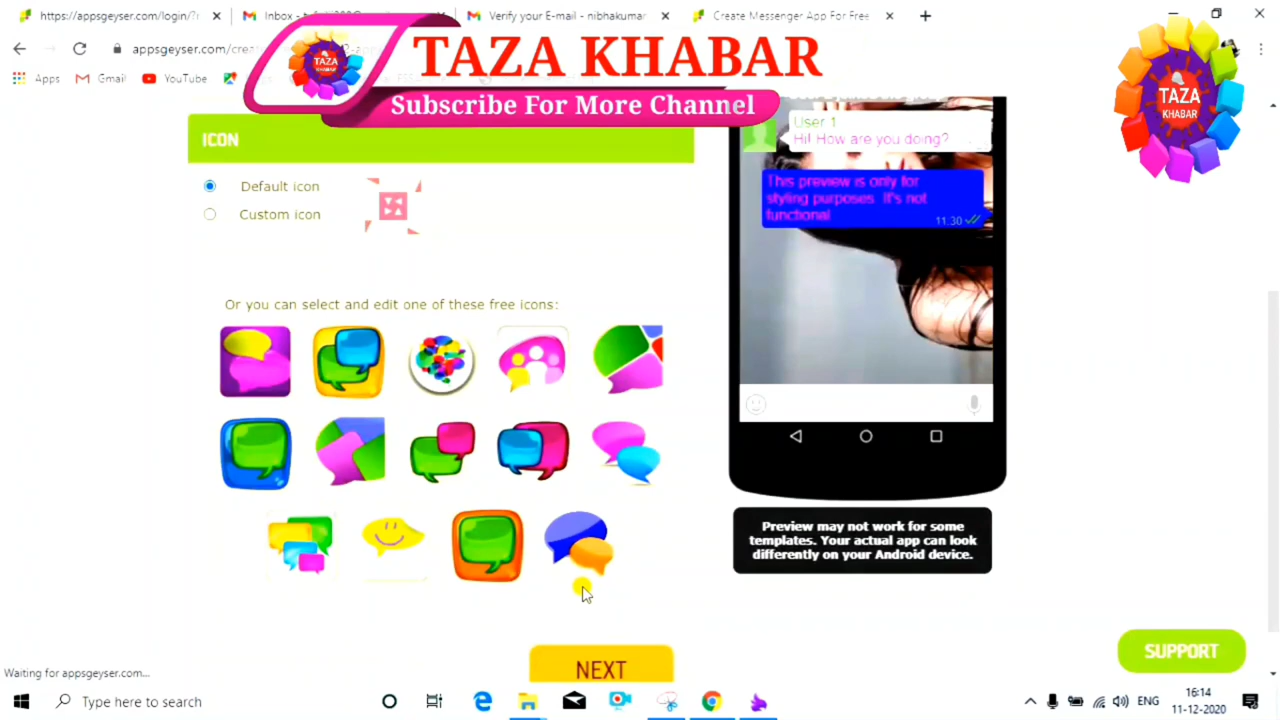 https://appsgeyser.com/login/?r
Verify your E-mail - nibhakumar
Create Messenger App For Free
TAZA KHABAR
TAZA
KHABAR
Subscribe For More Channel
TAZA
KHABAR
Apps
Gmail
YouTube
ICON
Default icon
Custom icon
Or you can select and edit one of these free icons:
User 1
Hi! How are you doing?
This preview is only for
styling purposes. It's not
functional
11:30
Preview may not work for some
templates. Your actual app can look
differently on your Android device.
NEXT
SUPPORT
Waiting for appsgeyser.com...
Type here to search
ENG
16:14
11-12-2020